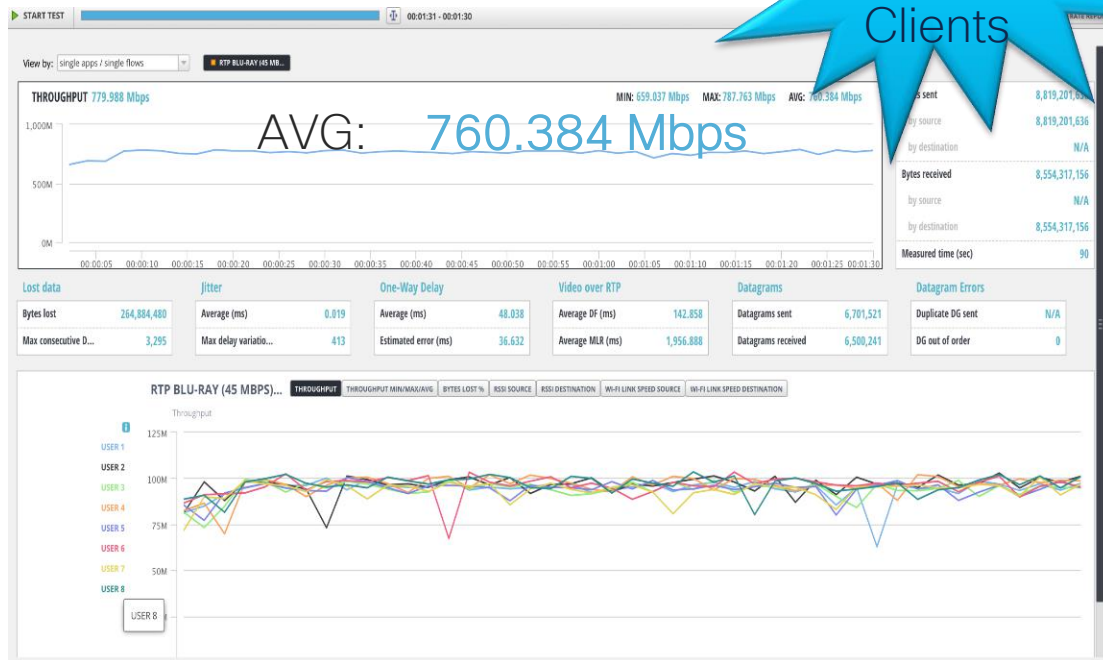 START TEST
00:01:31 - 00:01:30
Clients
View by: single apps / single flows
RTP BLU-RAY (45 MB...
THROUGHPUT 779.988 Mbps
MIN: 659.037 Mbps MAX: 787.763 Mbps AVG: 760.384 Mbps
AVG: 760.384 Mbps
1,000M
500M
0M
00:00:05 00:00:10 00:00:15 00:00:20 00:00:25 00:00:30 00:00:35 00:00:40 00:00:45 00:00:50 00:00:55 00:01:00 00:01:05 00:01:10 00:01:15 00:01:20 00:01:25 00:01:30
sent 8,819,201,636
by source 8,819,201,636
by destination N/A
Bytes received 8,554,317,156
by source N/A
by destination 8,554,317,156
Measured time (sec) 90
Lost data
Bytes lost 264,884,480
Max consecutive D... 3,295
Jitter
Average (ms) 0.019
Max delay variatio... 413
One-Way Delay
Average (ms) 48.038
Estimated error (ms) 36.632
Video over RTP
Average DF (ms) 142.858
Average MLR (ms) 1,956.888
Datagrams
Datagrams sent 6,701,521
Datagrams received 6,500,241
Datagram Errors
Duplicate DG sent N/A
DG out of order 0
RTP BLU-RAY (45 MBPS)... THROUGHPUT THROUGHPUT MIN/MAX/AVG BYTES LOST % RSSI SOURCE RSSI DESTINATION WI-FI LINK SPEED SOURCE WI-FI LINK SPEED DESTINATION
Throughput
125M
100M
75M
50M
USER 1
USER 2
USER 3
USER 4
USER 5
USER 6
USER 7
USER 8
USER 8